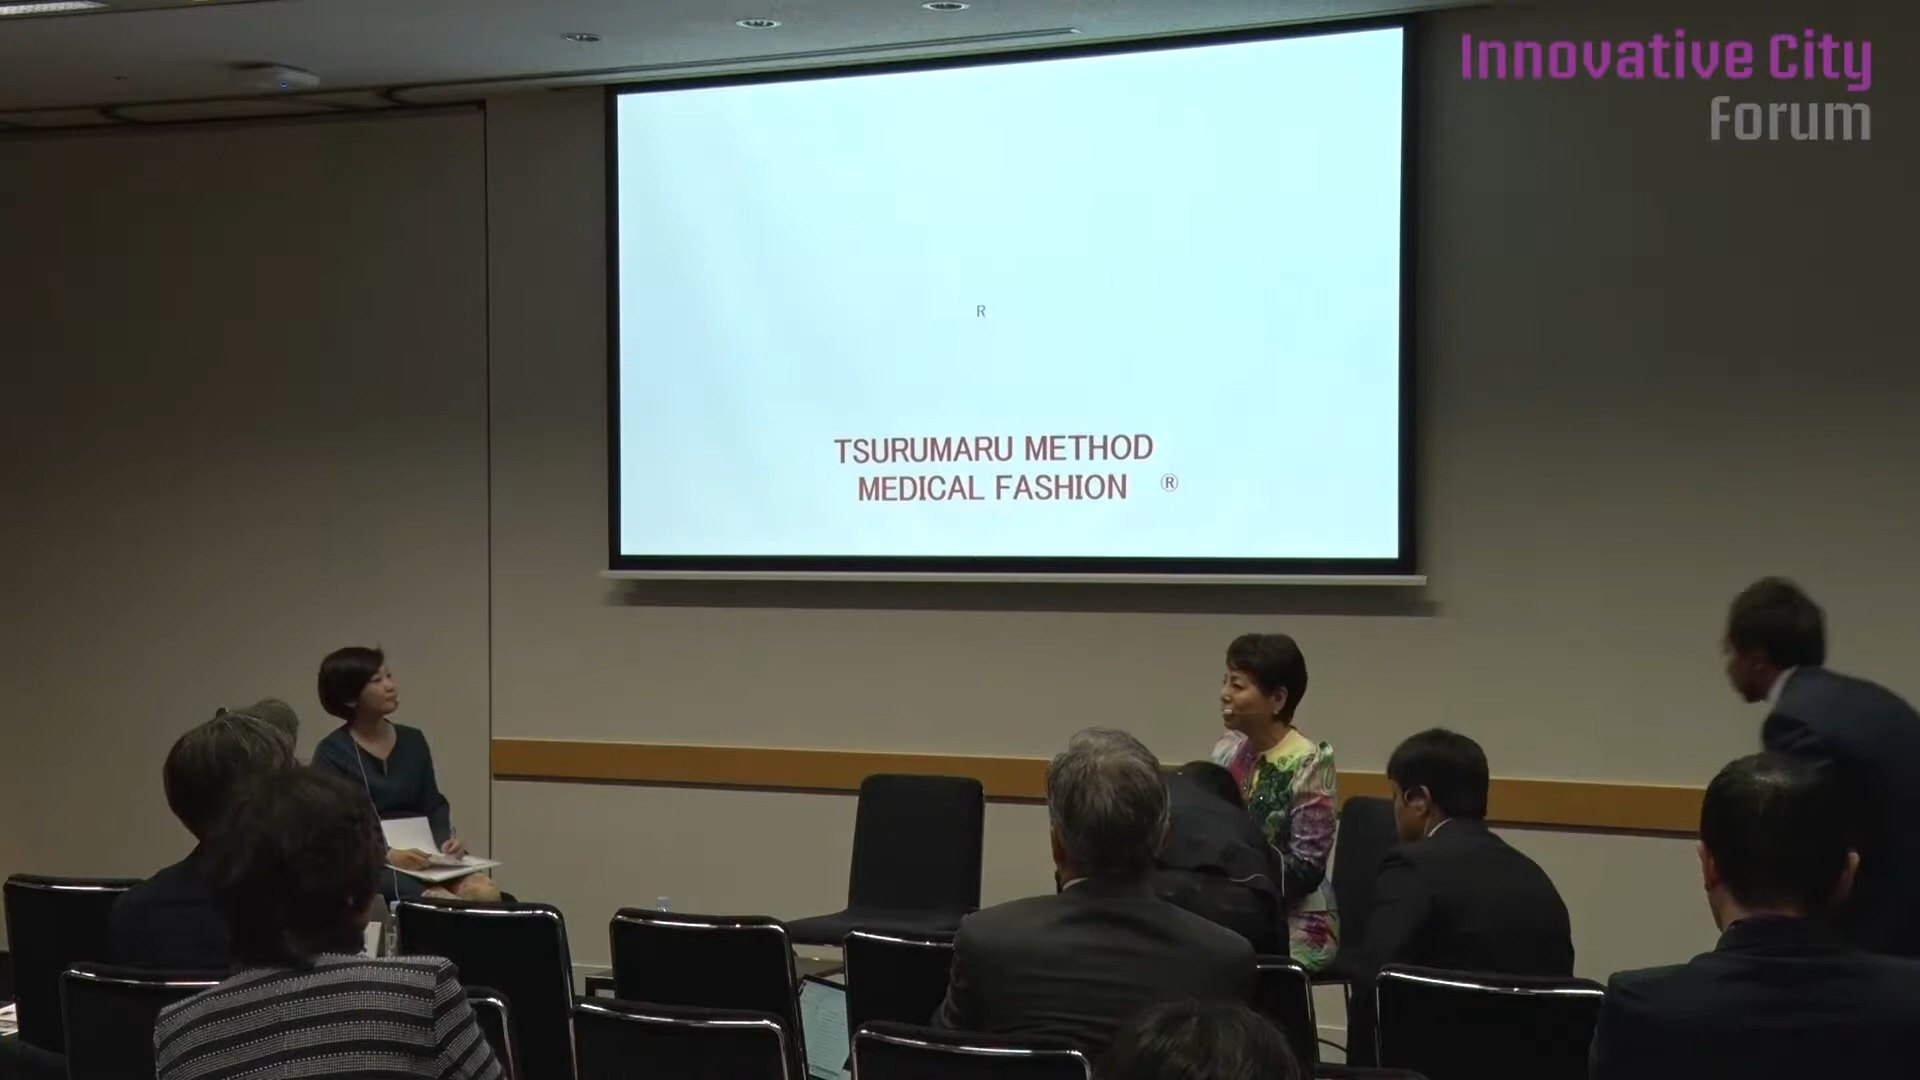 Innovative City
Forum
R
TSURUMARU METHOD
MEDICAL FASHION ®